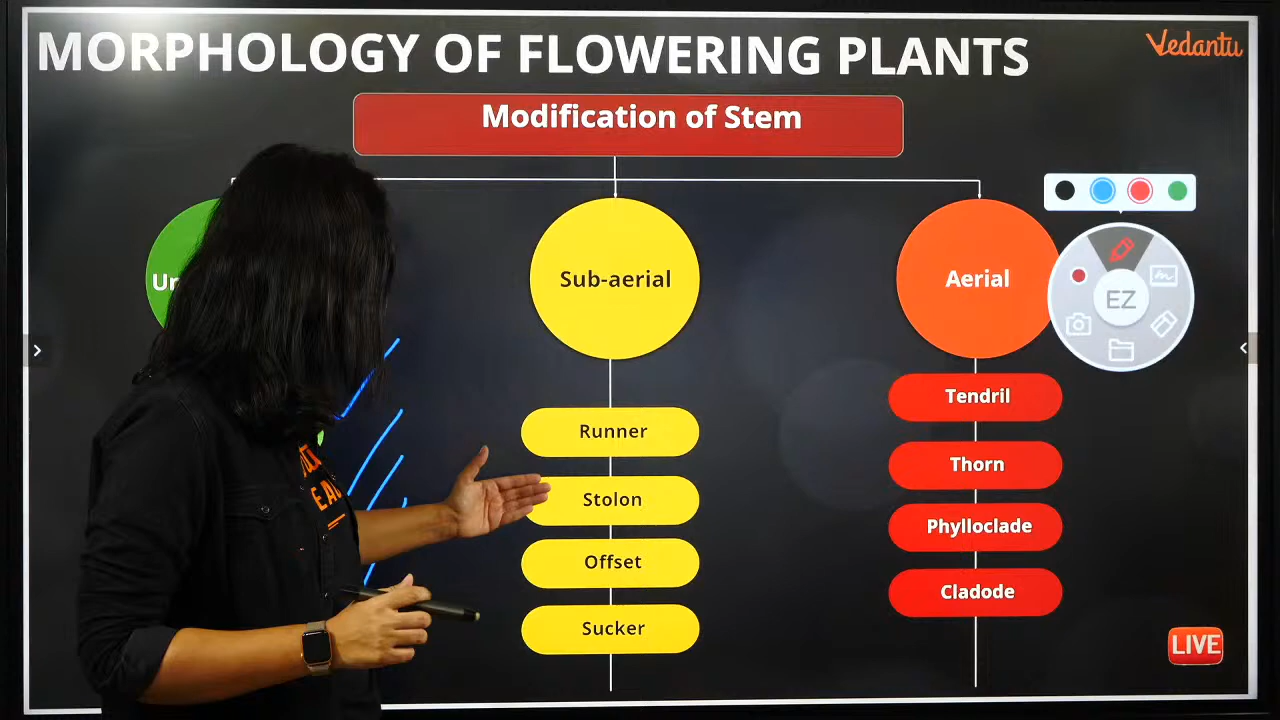 MORPHOLOGY OF FLOWERING PLANTS
Vedantu
Modification of Stem
Sub-aerial
Aerial
EZ
Runner
Stolon
Offset
Sucker
Tendril
Thorn
Phylloclade
Cladode
LIVE